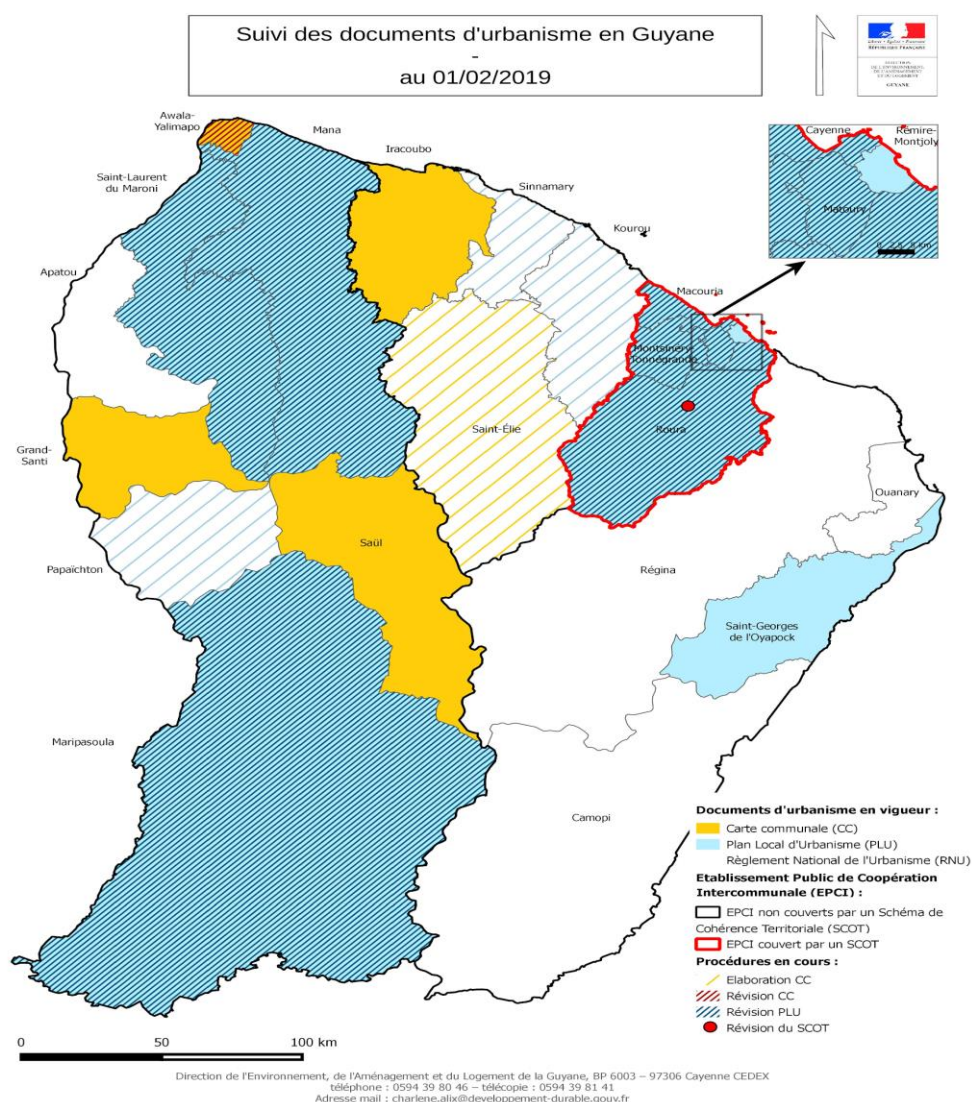 Suivi des documents d'urbanisme en Guyane
-
au 01/02/2019
RÉPUBLIQUE FRANÇAISE
GUYANE
Awala-
Yalimapo
Mana
Iracoubo
Saint-Laurent
du Maroni
Sinnamary
Kourou
Apatou
Macouria
Cayenne
Rémire-
Montjoly
Matoury
Montsinéry-
Tonnégrande
Saint-Élie
Roura
Grand-
Santi
Ouanary
Saül
Papaïchton
Régina
Saint-Georges
de l'Oyapock
Maripasoula
Camopi
Documents d'urbanisme en vigueur :
Carte communale (CC)
Plan Local d'Urbanisme (PLU)
Règlement National de l'Urbanisme (RNU)
Etablissement Public de Coopération
Intercommunale (EPCI) :
EPCI non couverts par un Schéma de
Cohérence Territoriale (SCOT)
EPCI couvert par un SCOT
Procédures en cours :
Elaboration CC
Révision CC
Révision PLU
Révision du SCOT
0 50 100 km
Direction de l'Environnement, de l'Aménagement et du Logement de la Guyane, BP 6003 – 97306 Cayenne CEDEX
téléphone : 0594 39 80 46 – télécopie : 0594 39 81 41
Adresse mail : charlene.alix@developpement-durable.gouv.fr